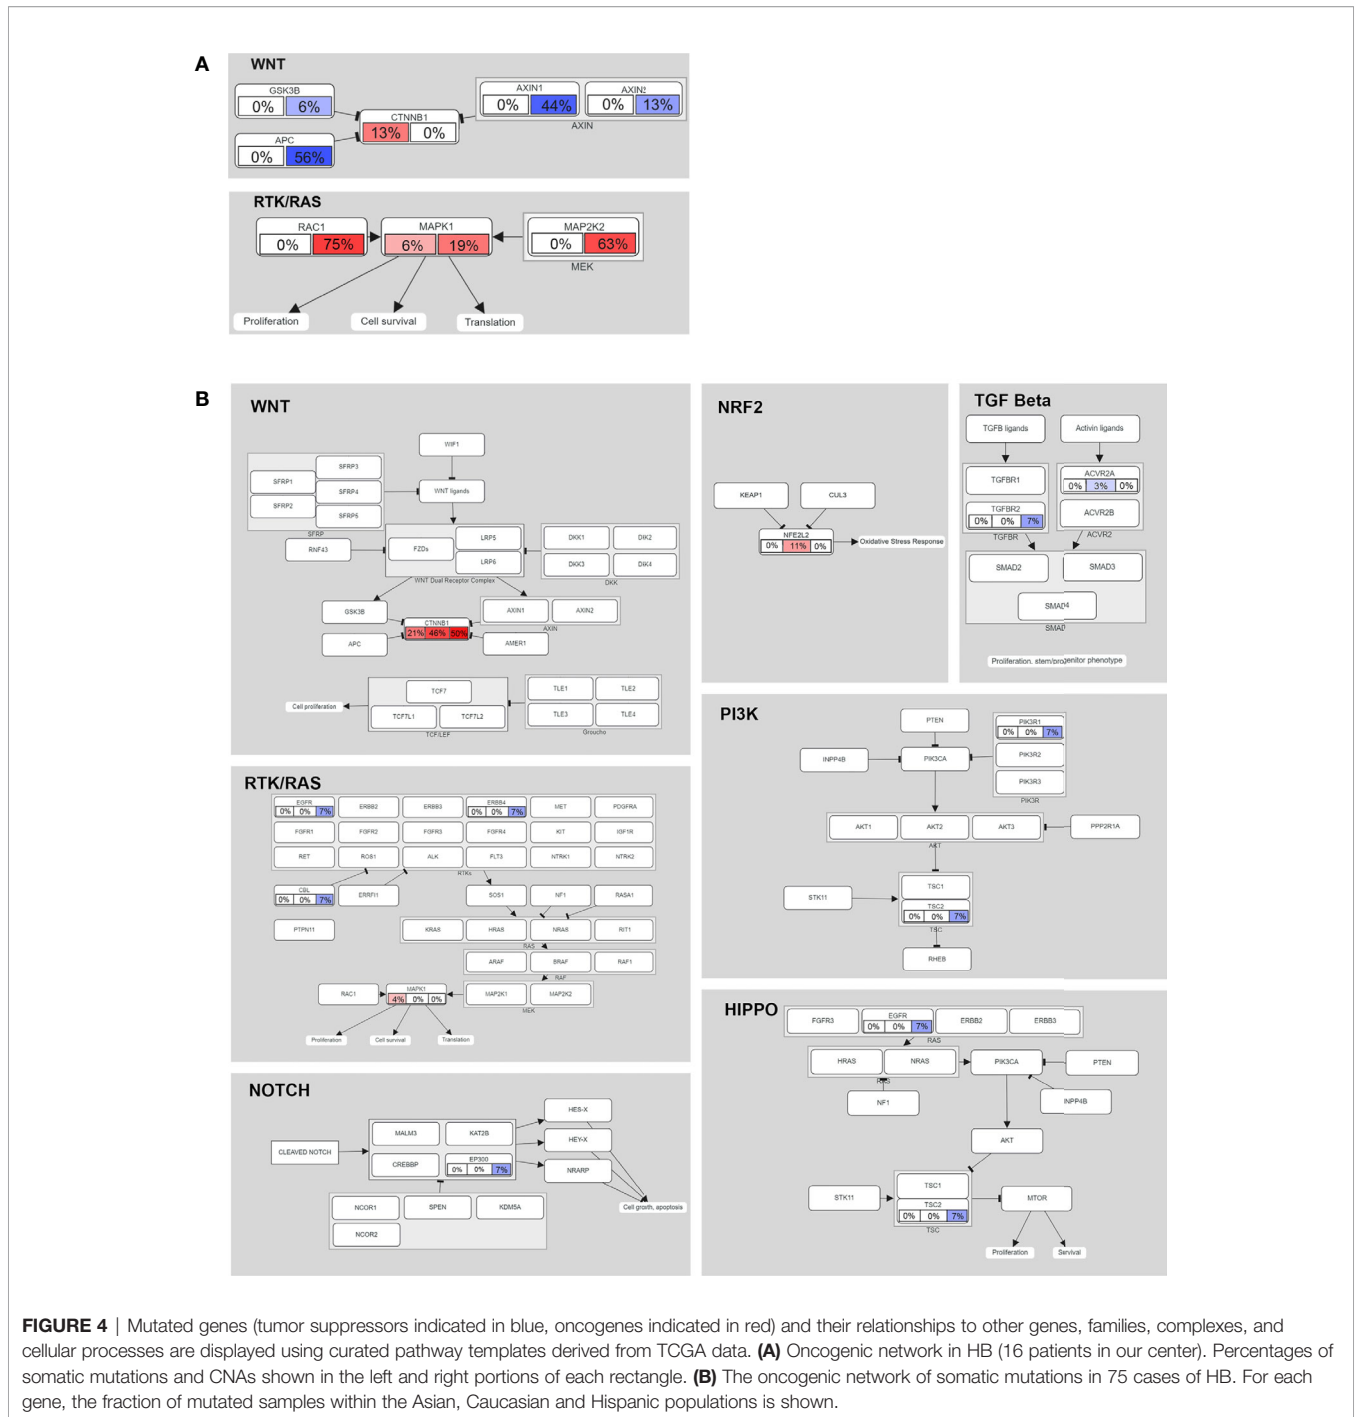 A
WNT
GSK3B
0% 6%
AXIN1
0% 44%
AXIN2
0% 13%
AXIN
CTNNB1
13% 0%
APC
0% 56%
RTK/RAS
RAC1
0% 75%
MAPK1
6% 19%
MAP2K2
0% 63%
MEK
Proliferation
Cell survival
Translation
B
WNT
WIF1
SFRP3
SFRP1
SFRP4
SFRP2
SFRP5
SFRP
WNT ligands
RNF43
FZDs
LRP5
LRP6
WNT Dual Receptor Complex
DKK1
DIK2
DKK3
DiK4
DKK
GSK3B
AXIN1
AXIN2
AXIN
CTNNB1
21% 46% 50%
APC
AMER1
Cell proliferation
TCF7
TCF7L1
TCF7L2
TCF/LEF
TLE1
TLE2
TLE3
TLE4
Groucho
NRF2
KEAP1
CUL3
NFE2L2
0% 11% 0%
Oxidative Stress Response
TGF Beta
TGFB ligands
Activin ligands
TGFBR1
ACVR2A
0% 3% 0%
TGFBR2
0% 0% 7%
TGFBR
ACVR2B
ACVR2
SMAD2
SMAD3
SMAD4
SMAD
Proliferation, stem/progenitor phenotype
RTK/RAS
EGFR
0% 0% 7%
ERBB2
ERBB3
ERBB4
0% 0% 7%
MET
PDGFRA
FGFR1
FGFR2
FGFR3
FGFR4
KIT
IGF1R
RET
ROS1
ALK
FLT3
NTRK1
NTRK2
RTKs
CBL
0% 0% 7%
ERRFI1
SOS1
NF1
RASA1
PTPN11
KRAS
HRAS
NRAS
RIT1
RAS
ARAF
BRAF
RAF1
RAF
RAC1
MAPK1
4% 0% 0%
MAP2K1
MAP2K2
MEK
Proliferation
Cell survival
Translation
PI3K
PTEN
PIK3R1
0% 0% 7%
INPP4B
PIK3CA
PIK3R2
PIK3R3
PIK3R
AKT1
AKT2
AKT3
AKT
PPP2R1A
STK11
TSC1
TSC2
0% 0% 7%
TSC
RHEB
NOTCH
CLEAVED NOTCH
MALM3
KAT2B
CREBBP
EP300
0% 0% 7%
HES-X
HEY-X
NRARP
NCOR1
SPEN
KDM5A
NCOR2
Cell groth, apoptosis
HIPPO
FGFR3
EGFR
0% 0% 7%
ERBB2
ERBB3
RAS
HRAS
NRAS
PIK3CA
PTEN
NF1
INPP4B
AKT
STK11
TSC1
TSC2
0% 0% 7%
TSC
MTOR
Proliferation
Survival
FIGURE 4 | Mutated genes (tumor suppressors indicated in blue, oncogenes indicated in red) and their relationships to other genes, families, complexes, and
cellular processes are displayed using curated pathway templates derived from TCGA data. (A) Oncogenic network in HB (16 patients in our center). Percentages of
somatic mutations and CNAs shown in the left and right portions of each rectangle. (B) The oncogenic network of somatic mutations in 75 cases of HB. For each
gene, the fraction of mutated samples within the Asian, Caucasian and Hispanic populations is shown.